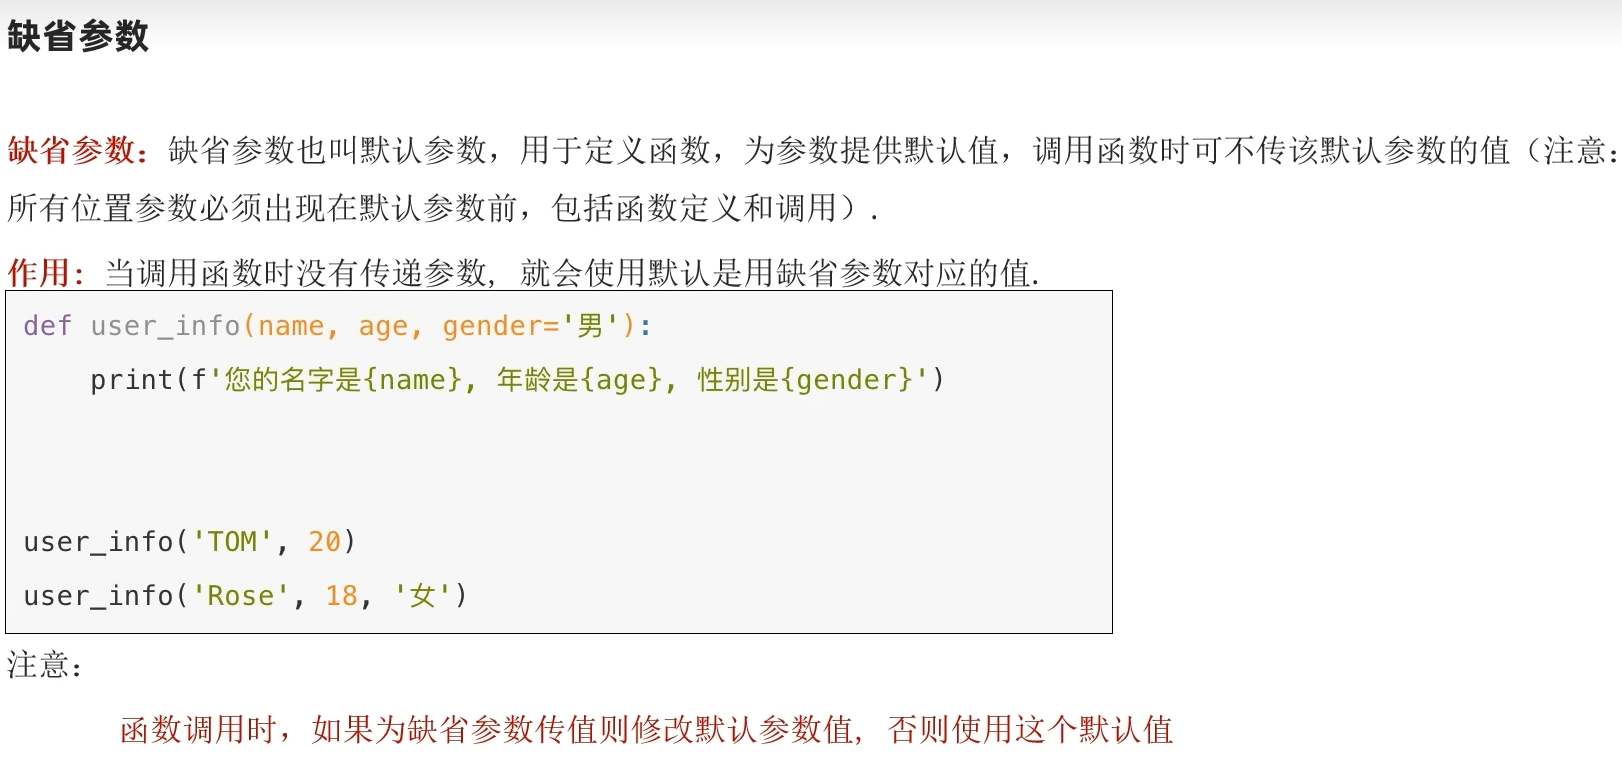 缺省参数
缺省参数：缺省参数也叫默认参数，用于定义函数，为参数提供默认值，调用函数时可不传该默认参数的值（注意：
所有位置参数必须出现在默认参数前，包括函数定义和调用）.
作用：当调用函数时没有传递参数, 就会使用默认是用缺省参数对应的值.
def user_info(name, age, gender='男'):
    print(f'您的名字是{name}, 年龄是{age}, 性别是{gender}')
user_info('TOM', 20)
user_info('Rose', 18, '女')
注意：
函数调用时，如果为缺省参数传值则修改默认参数值, 否则使用这个默认值